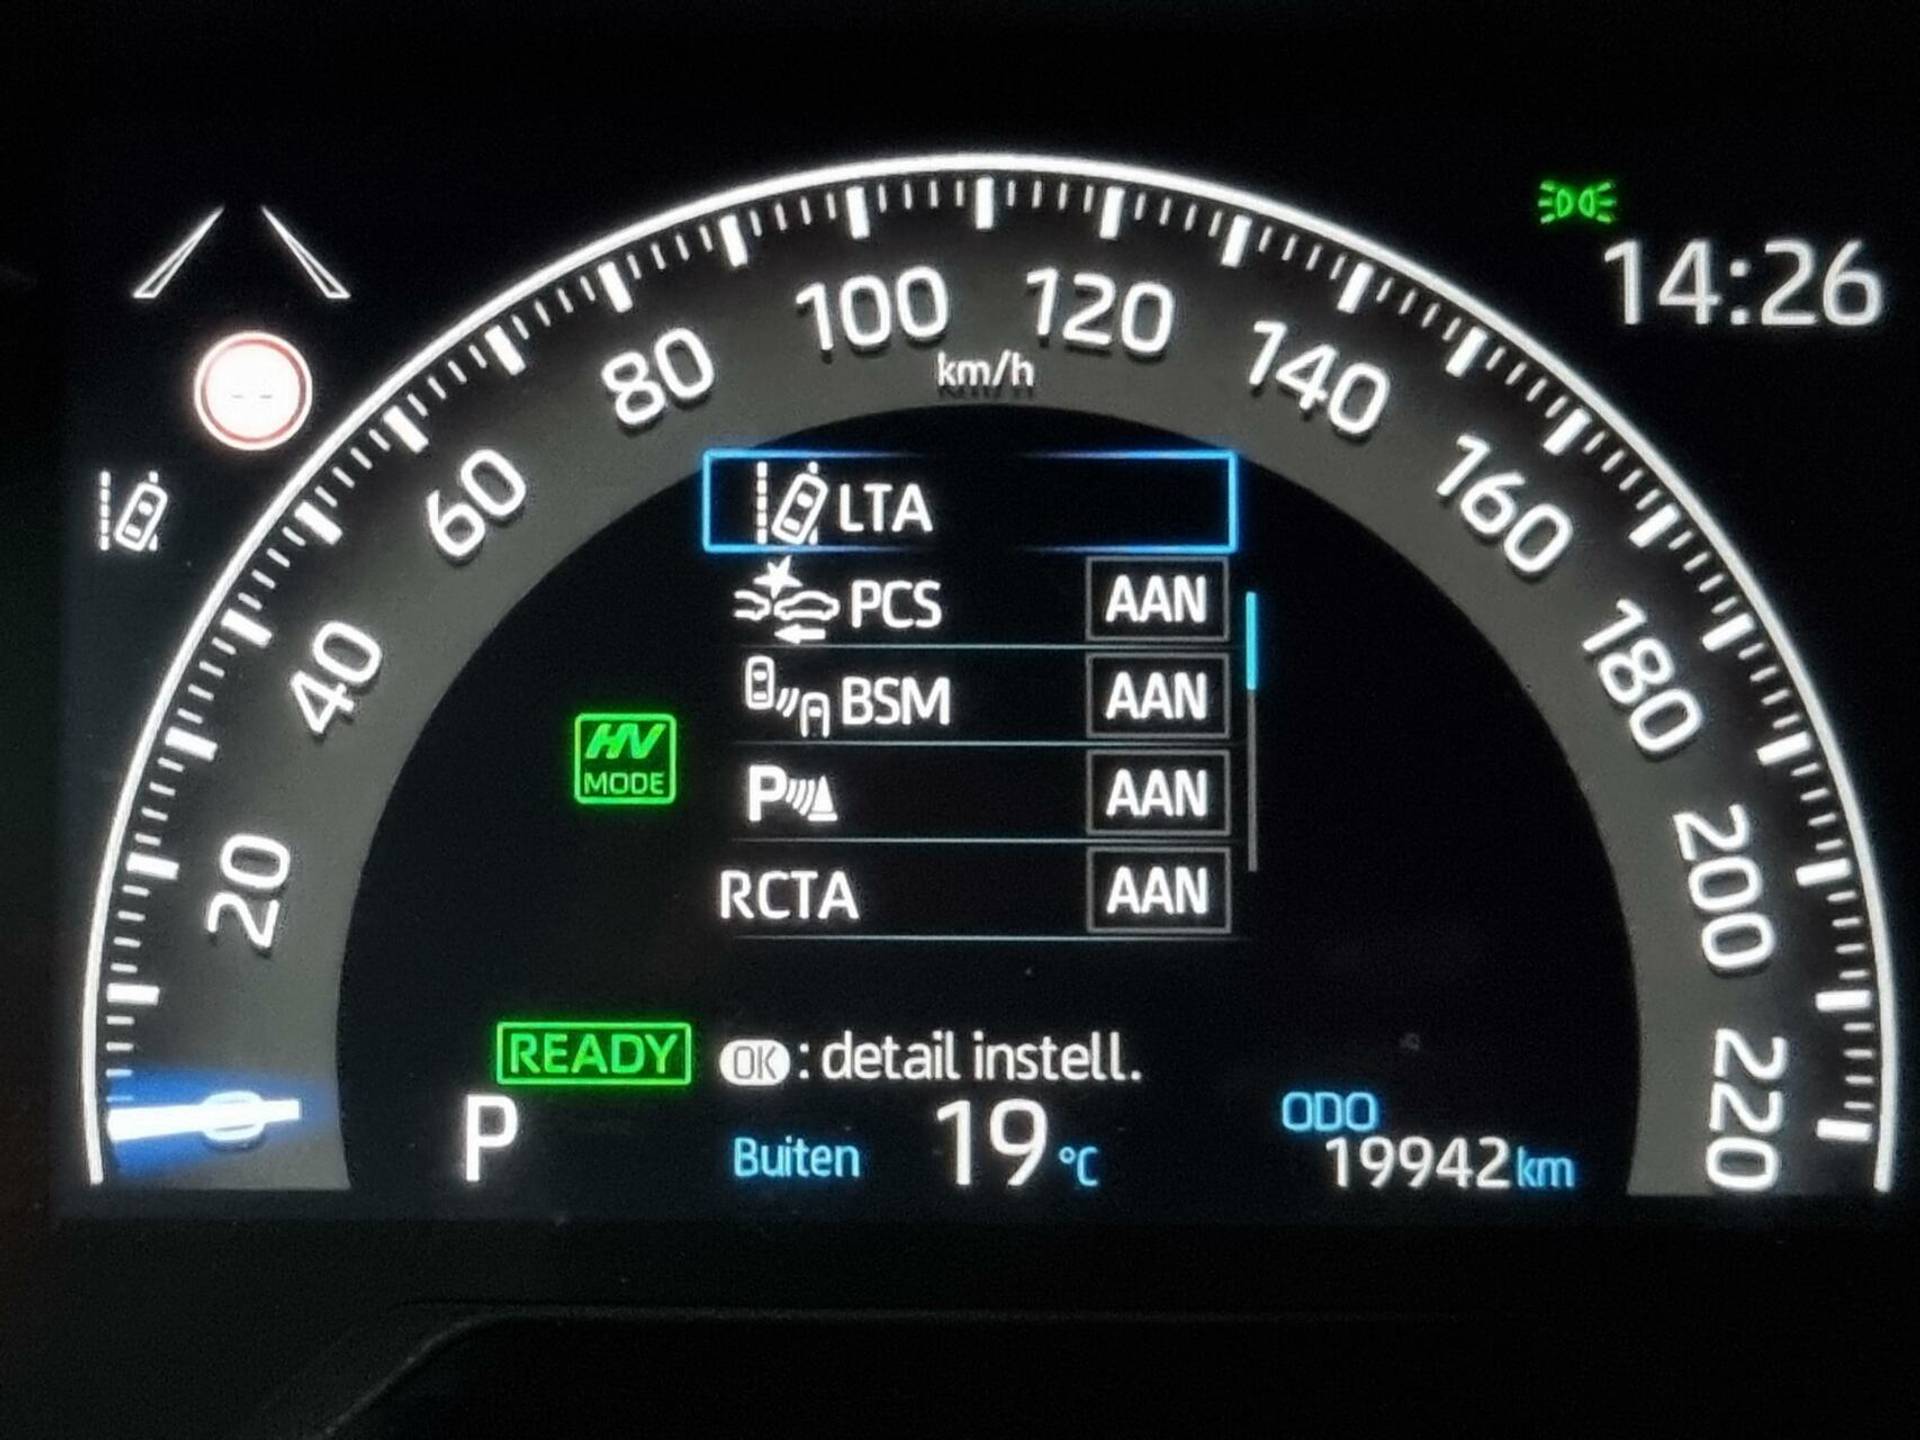 14:26
100 120
80 140
km/h
60 160
LTA
PCS AAN
40 180
BSM AAN
HV
MODE
P AAN
20 200
RCTA AAN
READY OK : detail instell.
220
P Buiten 19 °C ODO
19942 km